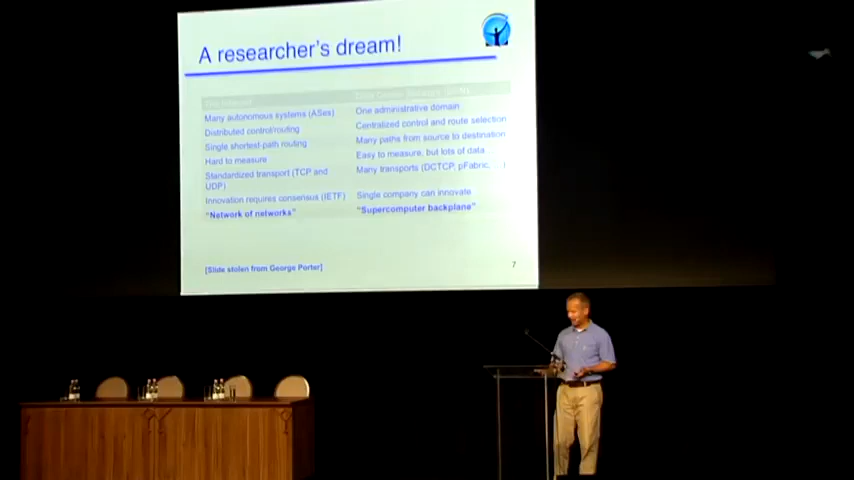 A researcher's dream!
Many autonomous systems (ASes)
One administrative domain
Distributed control/routing
Centralized control and route selection
Single shortest-path routing
Many paths from source to destination
Hard to measure
Easy to measure, but lots of data...
Standardized transport (TCP and
UDP)
Many transports (DCTCP, pFabric,
Innovation requires consensus (IETF)
Single company can innovate
"Network of networks"
"Supercomputer backplane"
[Slide stolen from George Porter]
7